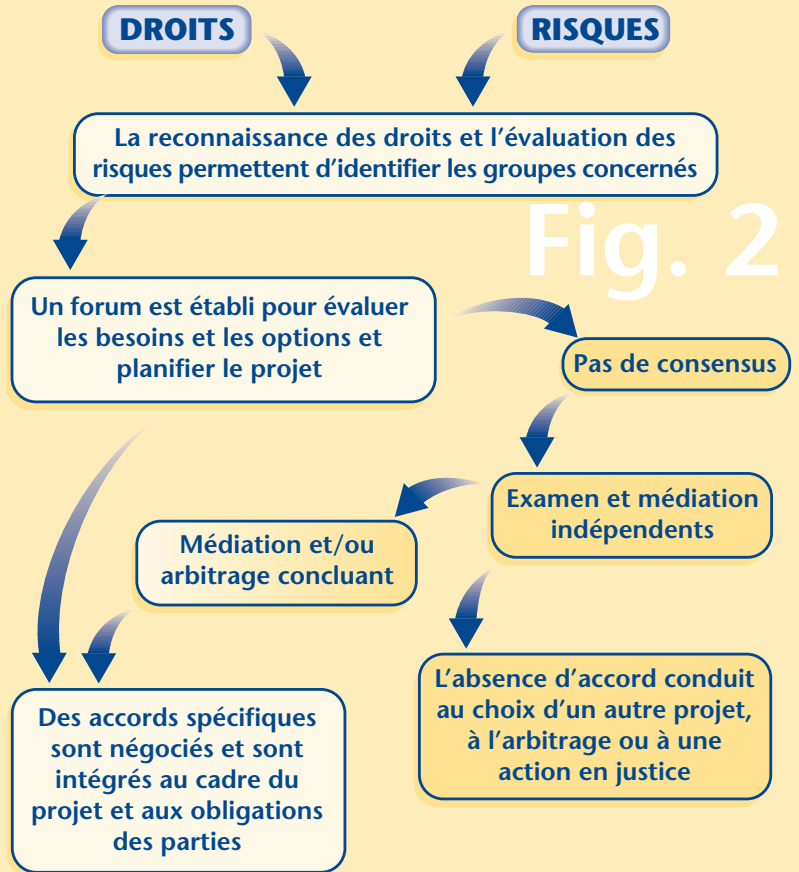 DROITS
RISQUES
La reconnaissance des droits et l'évaluation des
risques permettent d'identifier les groupes concernés
Fig. 2
Un forum est établi pour évaluer
les besoins et les options et
planifier le projet
Pas de consensus
Examen et médiation
indépendents
Médiation et/ou
arbitrage concluant
L'absence d'accord conduit
au choix d'un autre projet,
à l'arbitrage ou à une
action en justice
Des accords spécifiques
sont négociés et sont
intégrés au cadre du
projet et aux obligations
des parties